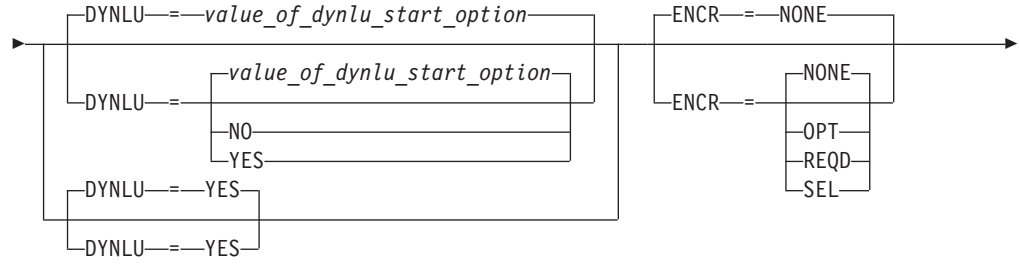 DYNLU = value_of_dynlu_start_option ENCR = NONE
value_of_dynlu_start_option NONE
DYNLU = ENCR =
NO OPT
YES REQD
DYNLU = YES SEL
DYNLU = YES